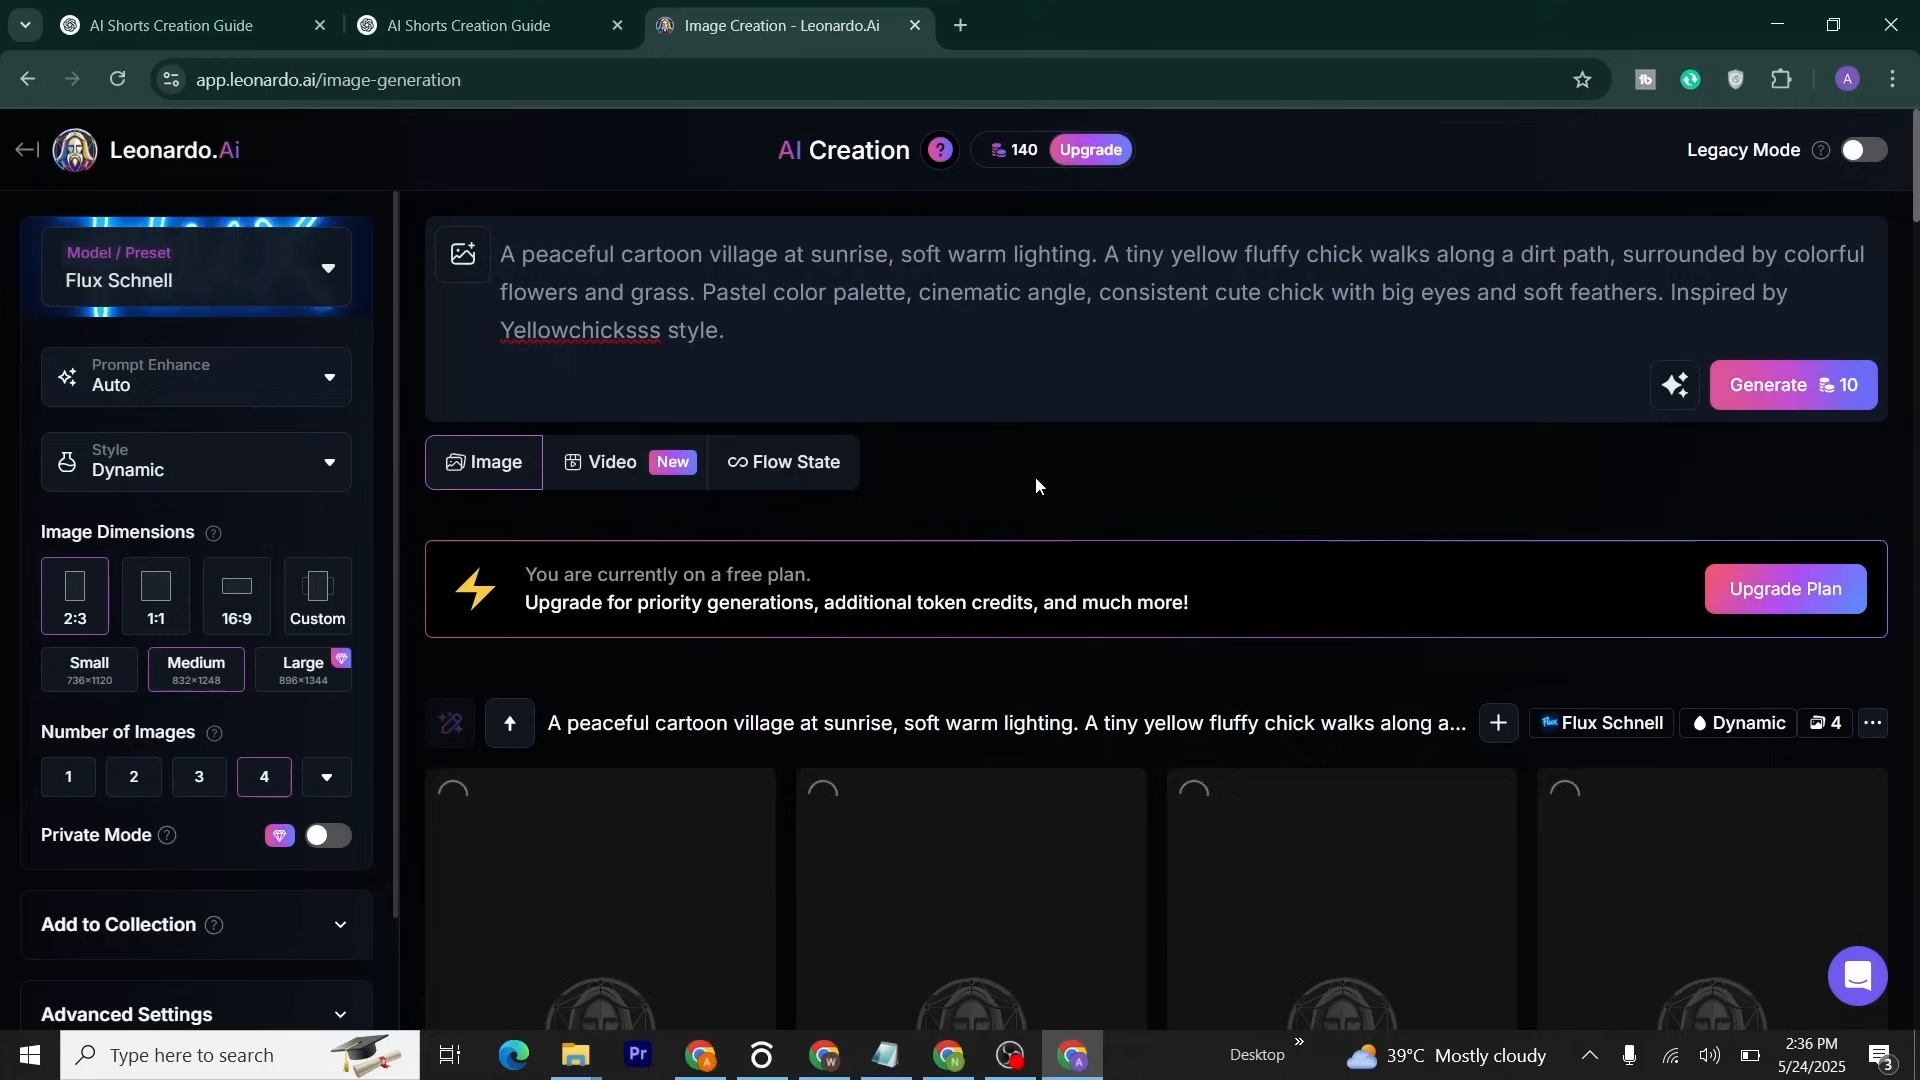 AI Shorts Creation Guide
AI Shorts Creation Guide
Image Creation - Leonardo.Ai
app.leonardo.ai/image-generation
A
Leonardo.Ai
AI Creation
?
140
Upgrade
Legacy Mode
Model / Preset
Flux Schnell
A peaceful cartoon village at sunrise, soft warm lighting. A tiny yellow fluffy chick walks along a dirt path, surrounded by colorful
flowers and grass. Pastel color palette, cinematic angle, consistent cute chick with big eyes and soft feathers. Inspired by
Yellowchicksss style.
Generate 10
Prompt Enhance
Auto
Style
Dynamic
Image
Video New
Flow State
Image Dimensions
2:3
1:1
16:9
Custom
Small
736×1120
Medium
832×1248
Large
896×1344
You are currently on a free plan.
Upgrade for priority generations, additional token credits, and much more!
Upgrade Plan
Number of Images
1
2
3
4
Private Mode
A peaceful cartoon village at sunrise, soft warm lighting. A tiny yellow fluffy chick walks along a...
Flux Schnell
Dynamic
4
Add to Collection
Advanced Settings
Type here to search
Pr
Desktop
39°C Mostly cloudy
2:36 PM
5/24/2025
3